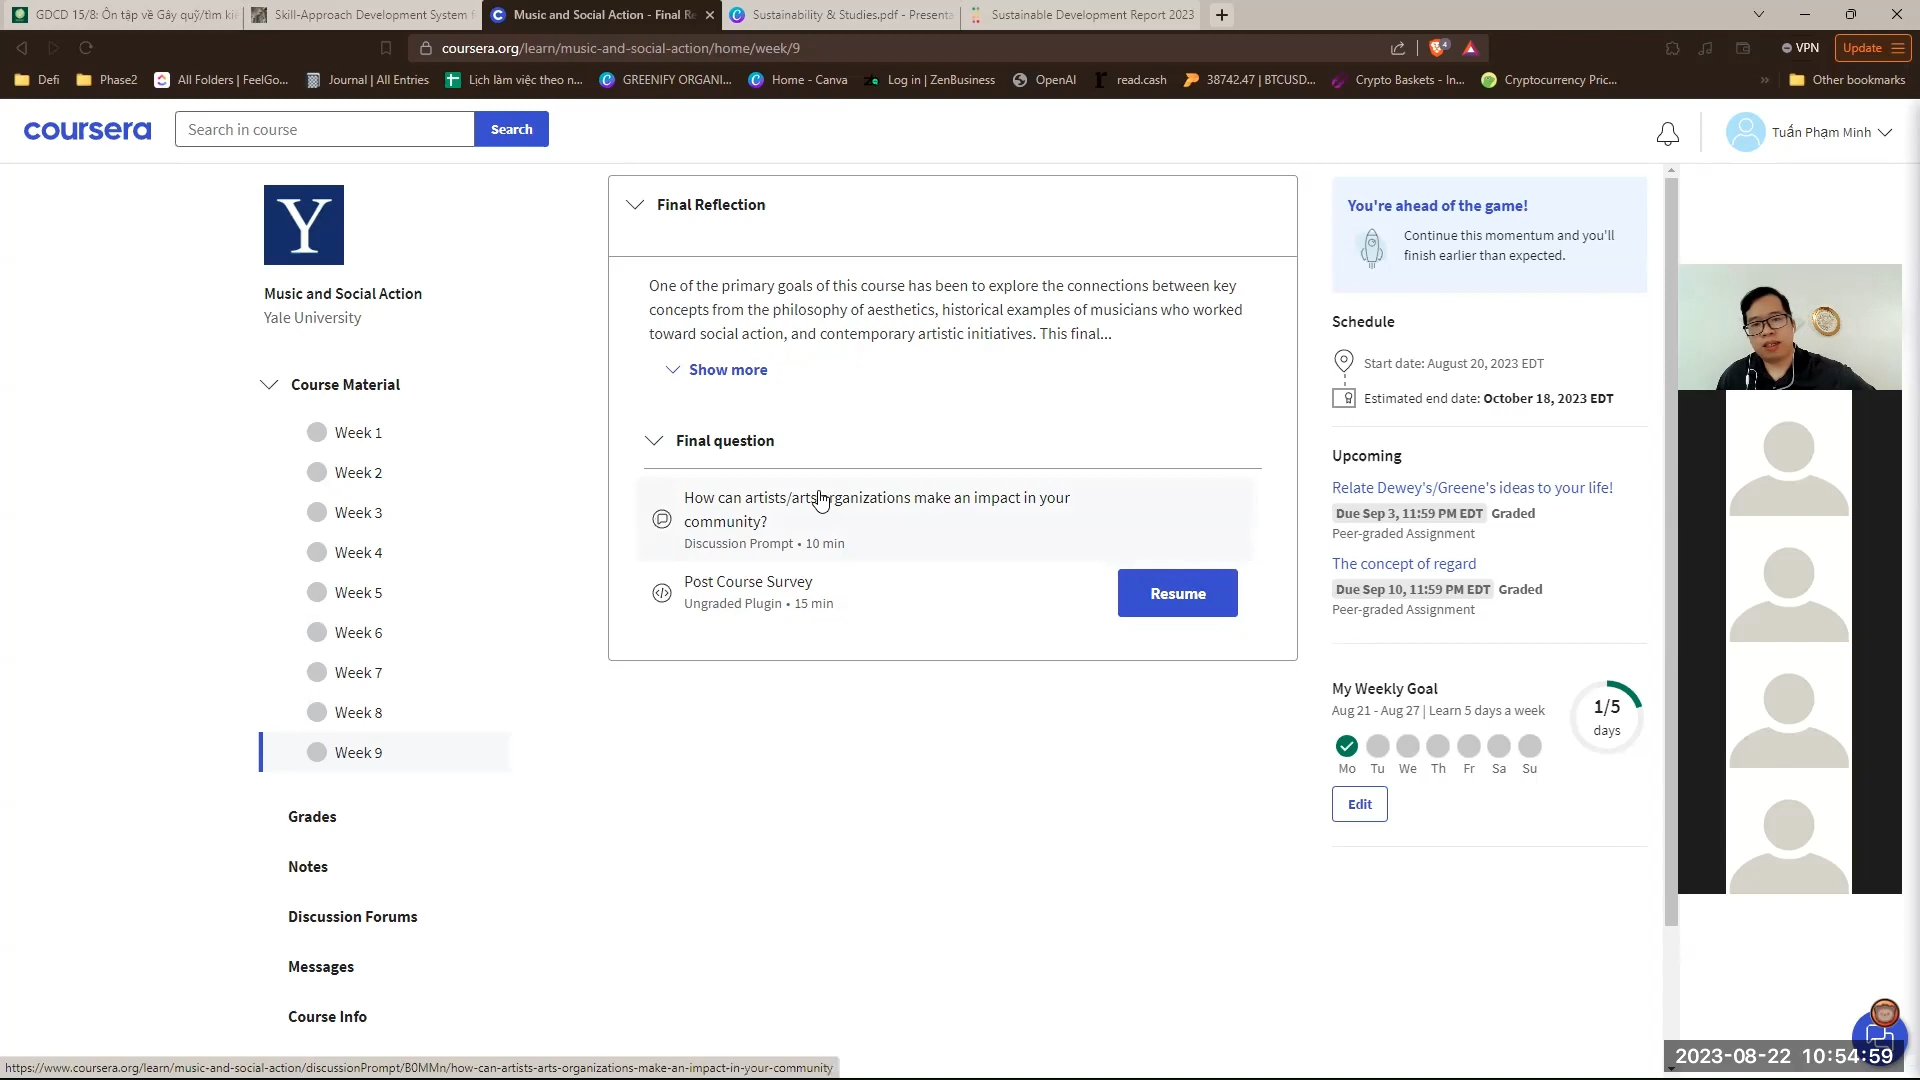 GDCD 15/8: Ôn tập về Gây quỹ/tìm ki
Skill-Approach Development System f
Music and Social Action - Final Re
Sustainability & Studies.pdf - Presenta
Sustainable Development Report 2023
coursera.org/learn/music-and-social-action/home/week/9
4
VPN
Update
Defi
Phase2
All Folders | FeelGo...
Journal | All Entries
Lịch làm việc theo n...
GREENIFY ORGANI...
Home - Canva
Log in | ZenBusiness
OpenAI
read.cash
38742.47 | BTCUSD...
Crypto Baskets - In...
Cryptocurrency Pric...
Other bookmarks
coursera
Search in course
Search
Tuấn Phạm Minh
Y
Music and Social Action
Yale University
Course Material
Week 1
Week 2
Week 3
Week 4
Week 5
Week 6
Week 7
Week 8
Week 9
Grades
Notes
Discussion Forums
Messages
Course Info
Final Reflection
One of the primary goals of this course has been to explore the connections between key
concepts from the philosophy of aesthetics, historical examples of musicians who worked
toward social action, and contemporary artistic initiatives. This final...
Show more
Final question
How can artists/arts organizations make an impact in your
community?
Discussion Prompt • 10 min
Post Course Survey
Ungraded Plugin • 15 min
Resume
You're ahead of the game!
Continue this momentum and you'll
finish earlier than expected.
Schedule
Start date: August 20, 2023 EDT
Estimated end date: October 18, 2023 EDT
Upcoming
Relate Dewey's/Greene's ideas to your life!
Due Sep 3, 11:59 PM EDT Graded
Peer-graded Assignment
The concept of regard
Due Sep 10, 11:59 PM EDT Graded
Peer-graded Assignment
My Weekly Goal
Aug 21 - Aug 27 | Learn 5 days a week
1/5
days
Mo Tu We Th Fr Sa Su
Edit
2023-08-22 10:54:59
https://www.coursera.org/learn/music-and-social-action/discussionPrompt/B0MMn/how-can-artists-arts-organizations-make-an-impact-in-your-community